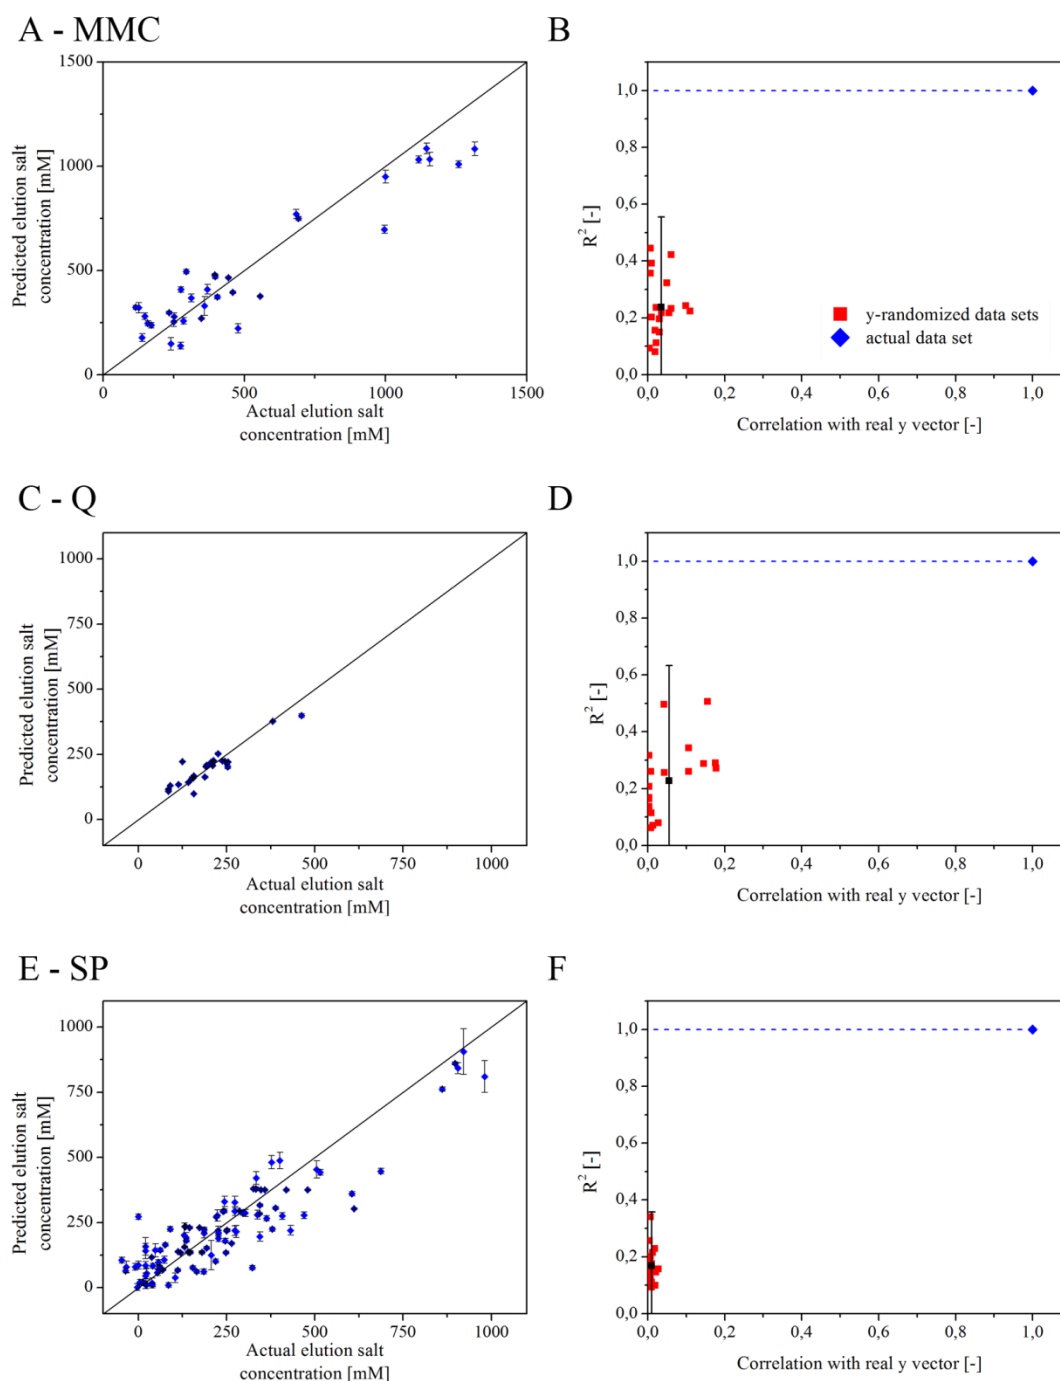 A - MMC
1500
1000
500
0
0
500
1000
1500
Predicted elution salt
concentration [mM]
Actual elution salt
concentration [mM]
B
1,0
0,8
0,6
0,4
0,2
0,0
0,0
0,2
0,4
0,6
0,8
1,0
R² [-]
y-randomized data sets
actual data set
Correlation with real y vector [-]
C - Q
1000
750
500
250
0
0
250
500
750
1000
Predicted elution salt
concentration [mM]
Actual elution salt
concentration [mM]
D
1,0
0,8
0,6
0,4
0,2
0,0
0,0
0,2
0,4
0,6
0,8
1,0
R² [-]
Correlation with real y vector [-]
E - SP
1000
750
500
250
0
0
250
500
750
1000
Predicted elution salt
concentration [mM]
Actual elution salt
concentration [mM]
F
1,0
0,8
0,6
0,4
0,2
0,0
0,0
0,2
0,4
0,6
0,8
1,0
R² [-]
Correlation with real y vector [-]